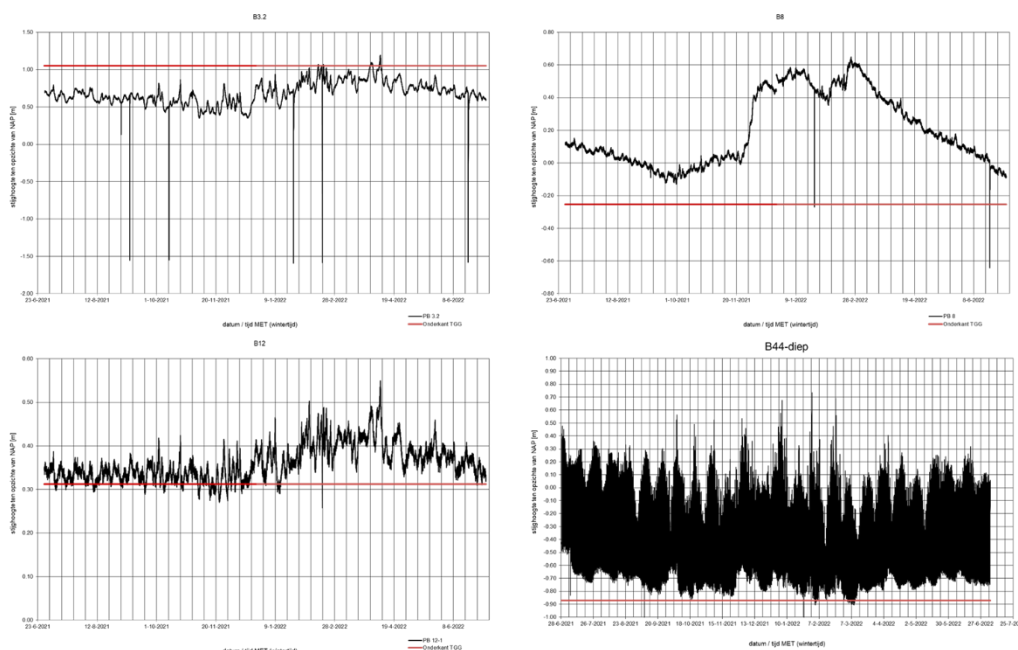 B3.2
1.50
1.00
0.50
0.00
-0.50
-1.00
-1.50
-2.00
stijghoogte ten opzichte van NAP [m]
23-6-2021 12-8-2021 1-10-2021 20-11-2021 9-1-2022 28-2-2022 19-4-2022 8-6-2022
datum / tijd MET (wintertijd)
PB 3.2
Onderkant TGG
B8
0.80
0.60
0.40
0.20
0.00
-0.20
-0.40
-0.60
-0.80
stijghoogte ten opzichte van NAP [m]
23-6-2021 12-8-2021 1-10-2021 20-11-2021 9-1-2022 28-2-2022 19-4-2022 8-6-2022
datum / tijd MET (wintertijd)
PB 8
Onderkant TGG
B12
0.60
0.50
0.40
0.30
0.20
0.10
0.00
stijghoogte ten opzichte van NAP [m]
23-6-2021 12-8-2021 1-10-2021 20-11-2021 9-1-2022 28-2-2022 19-4-2022 8-6-2022
PB 12-1
datum / tijd MET (wintertijd)
Onderkant TGG
B44-diep
1.00
0.90
0.80
0.70
0.60
0.50
0.40
0.30
0.20
0.10
0.00
-0.10
-0.20
-0.30
-0.40
-0.50
-0.60
-0.70
-0.80
-0.90
-1.00
stijghoogte ten opzichte van NAP [m]
28-6-2021 26-7-2021 23-8-2021 20-9-2021 18-10-2021 15-11-2021 13-12-2021 10-1-2022 7-2-2022 7-3-2022 4-4-2022 2-5-2022 30-5-2022 27-6-2022 25-7-2
datum / tijd MET (wintertijd)